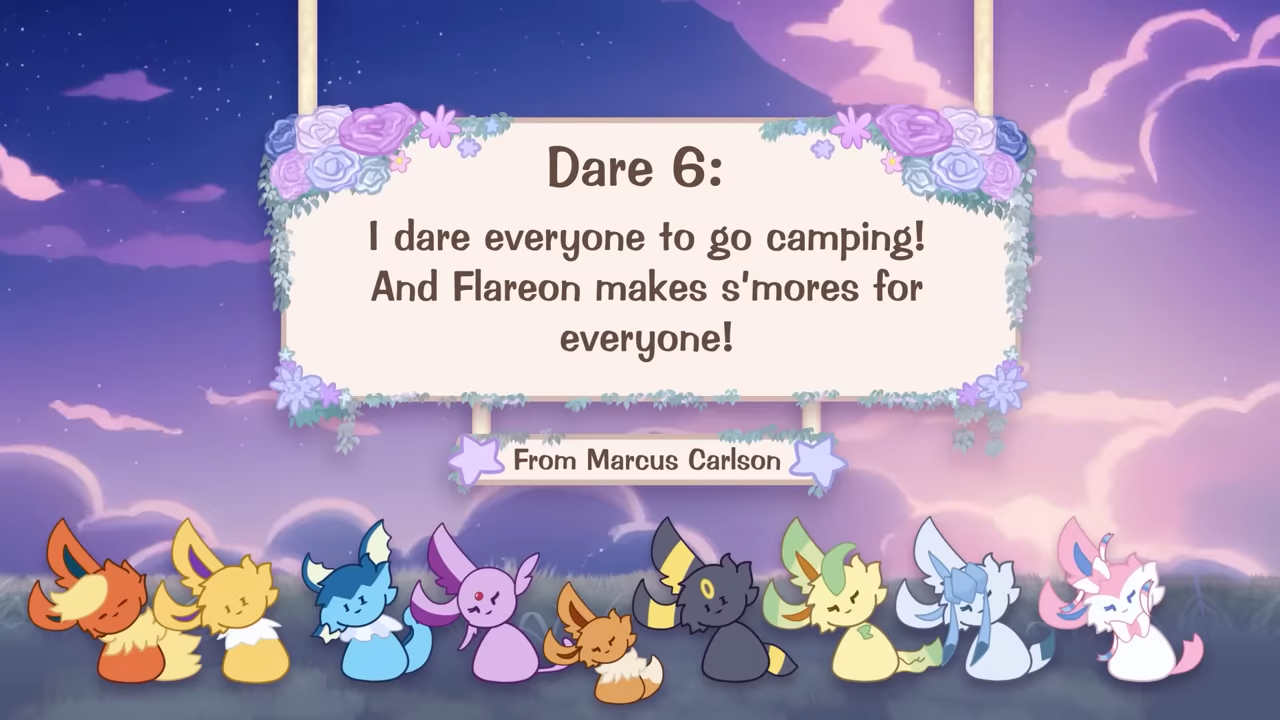 Dare 6:
I dare everyone to go camping!
And Flareon makes s'mores for
everyone!
From Marcus Carlson